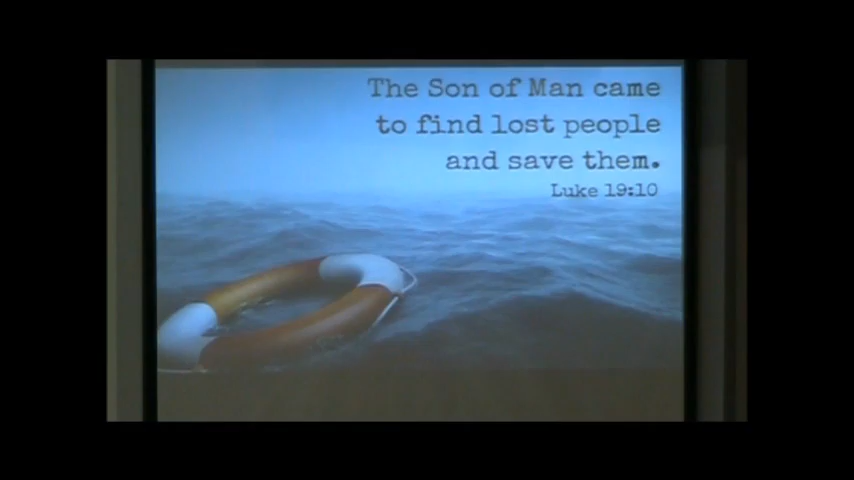 The Son of Man came
to find lost people
and save them.
Luke 19:10